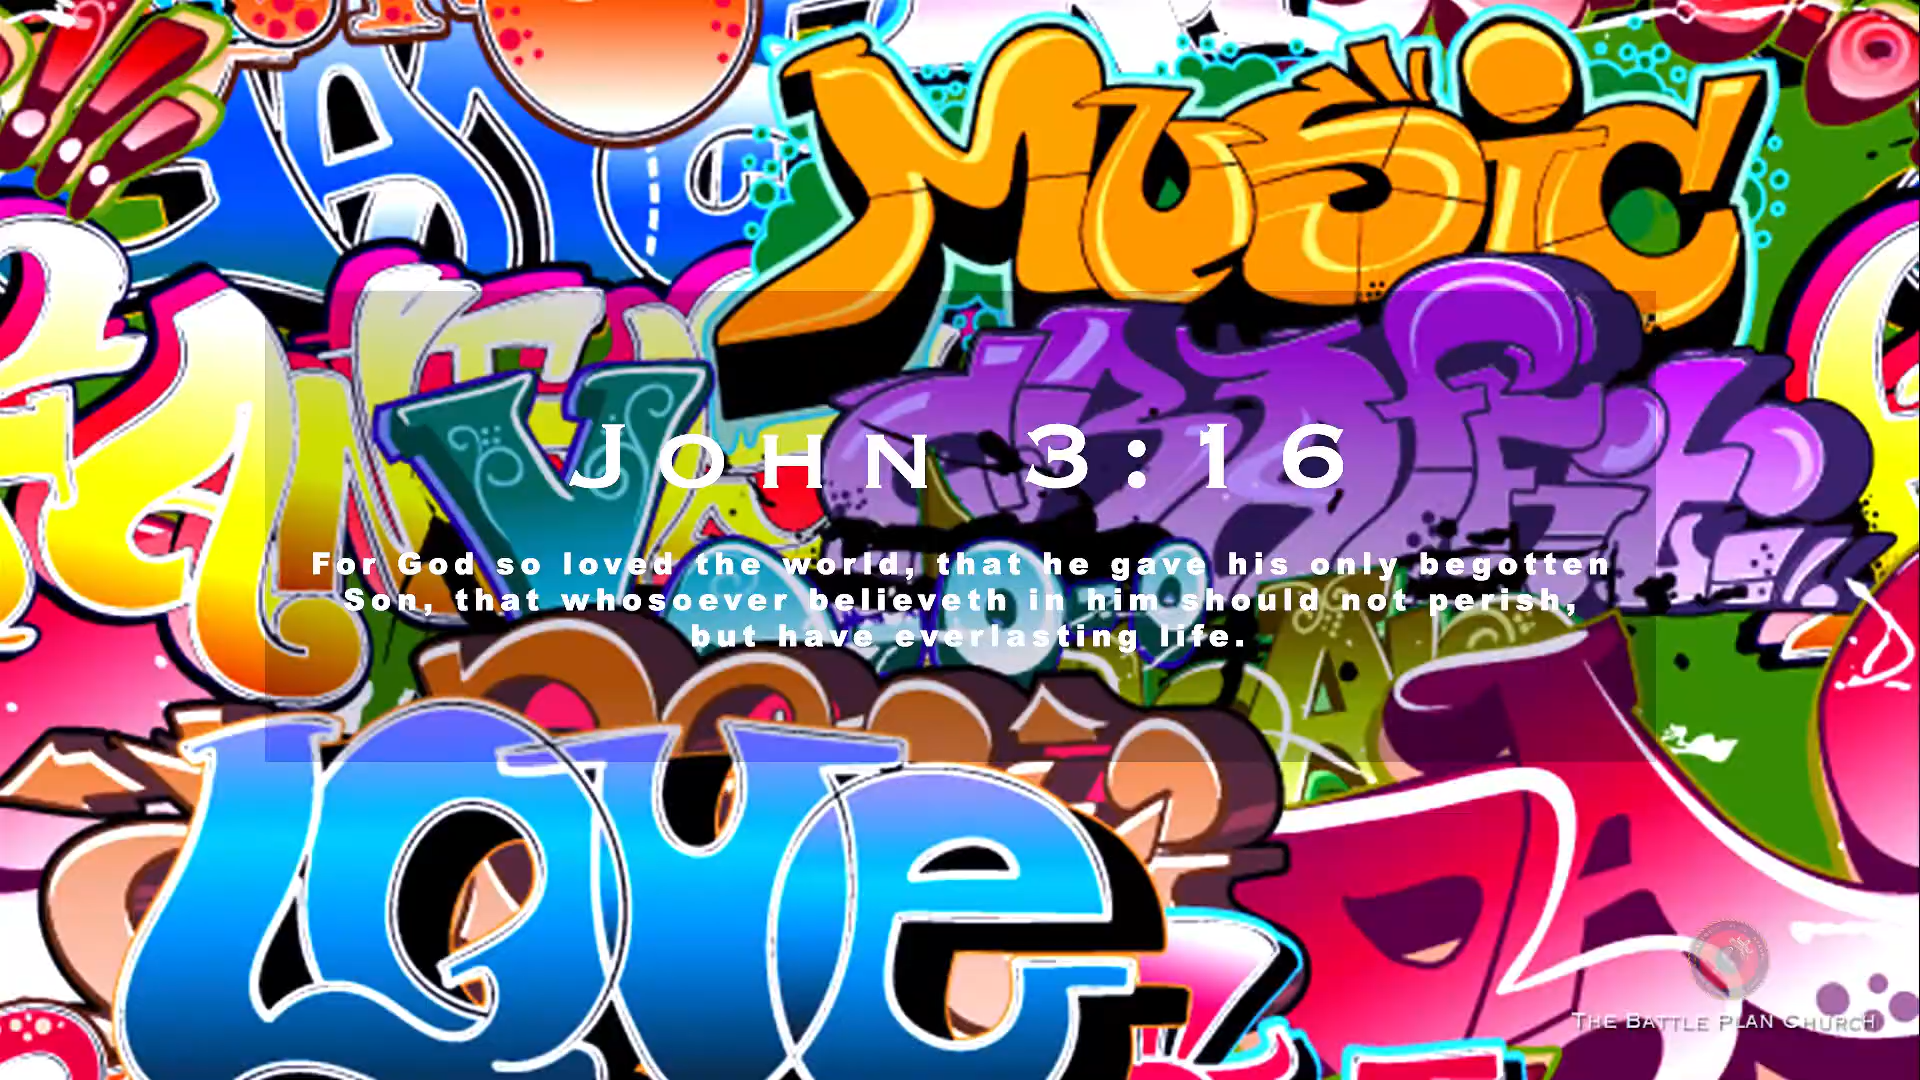 Music
John 3:16
For God so loved the world, that he gave his only begotten
Son, that whosoever believeth in him should not perish,
but have everlasting life.
Love
The Battle Plan Church